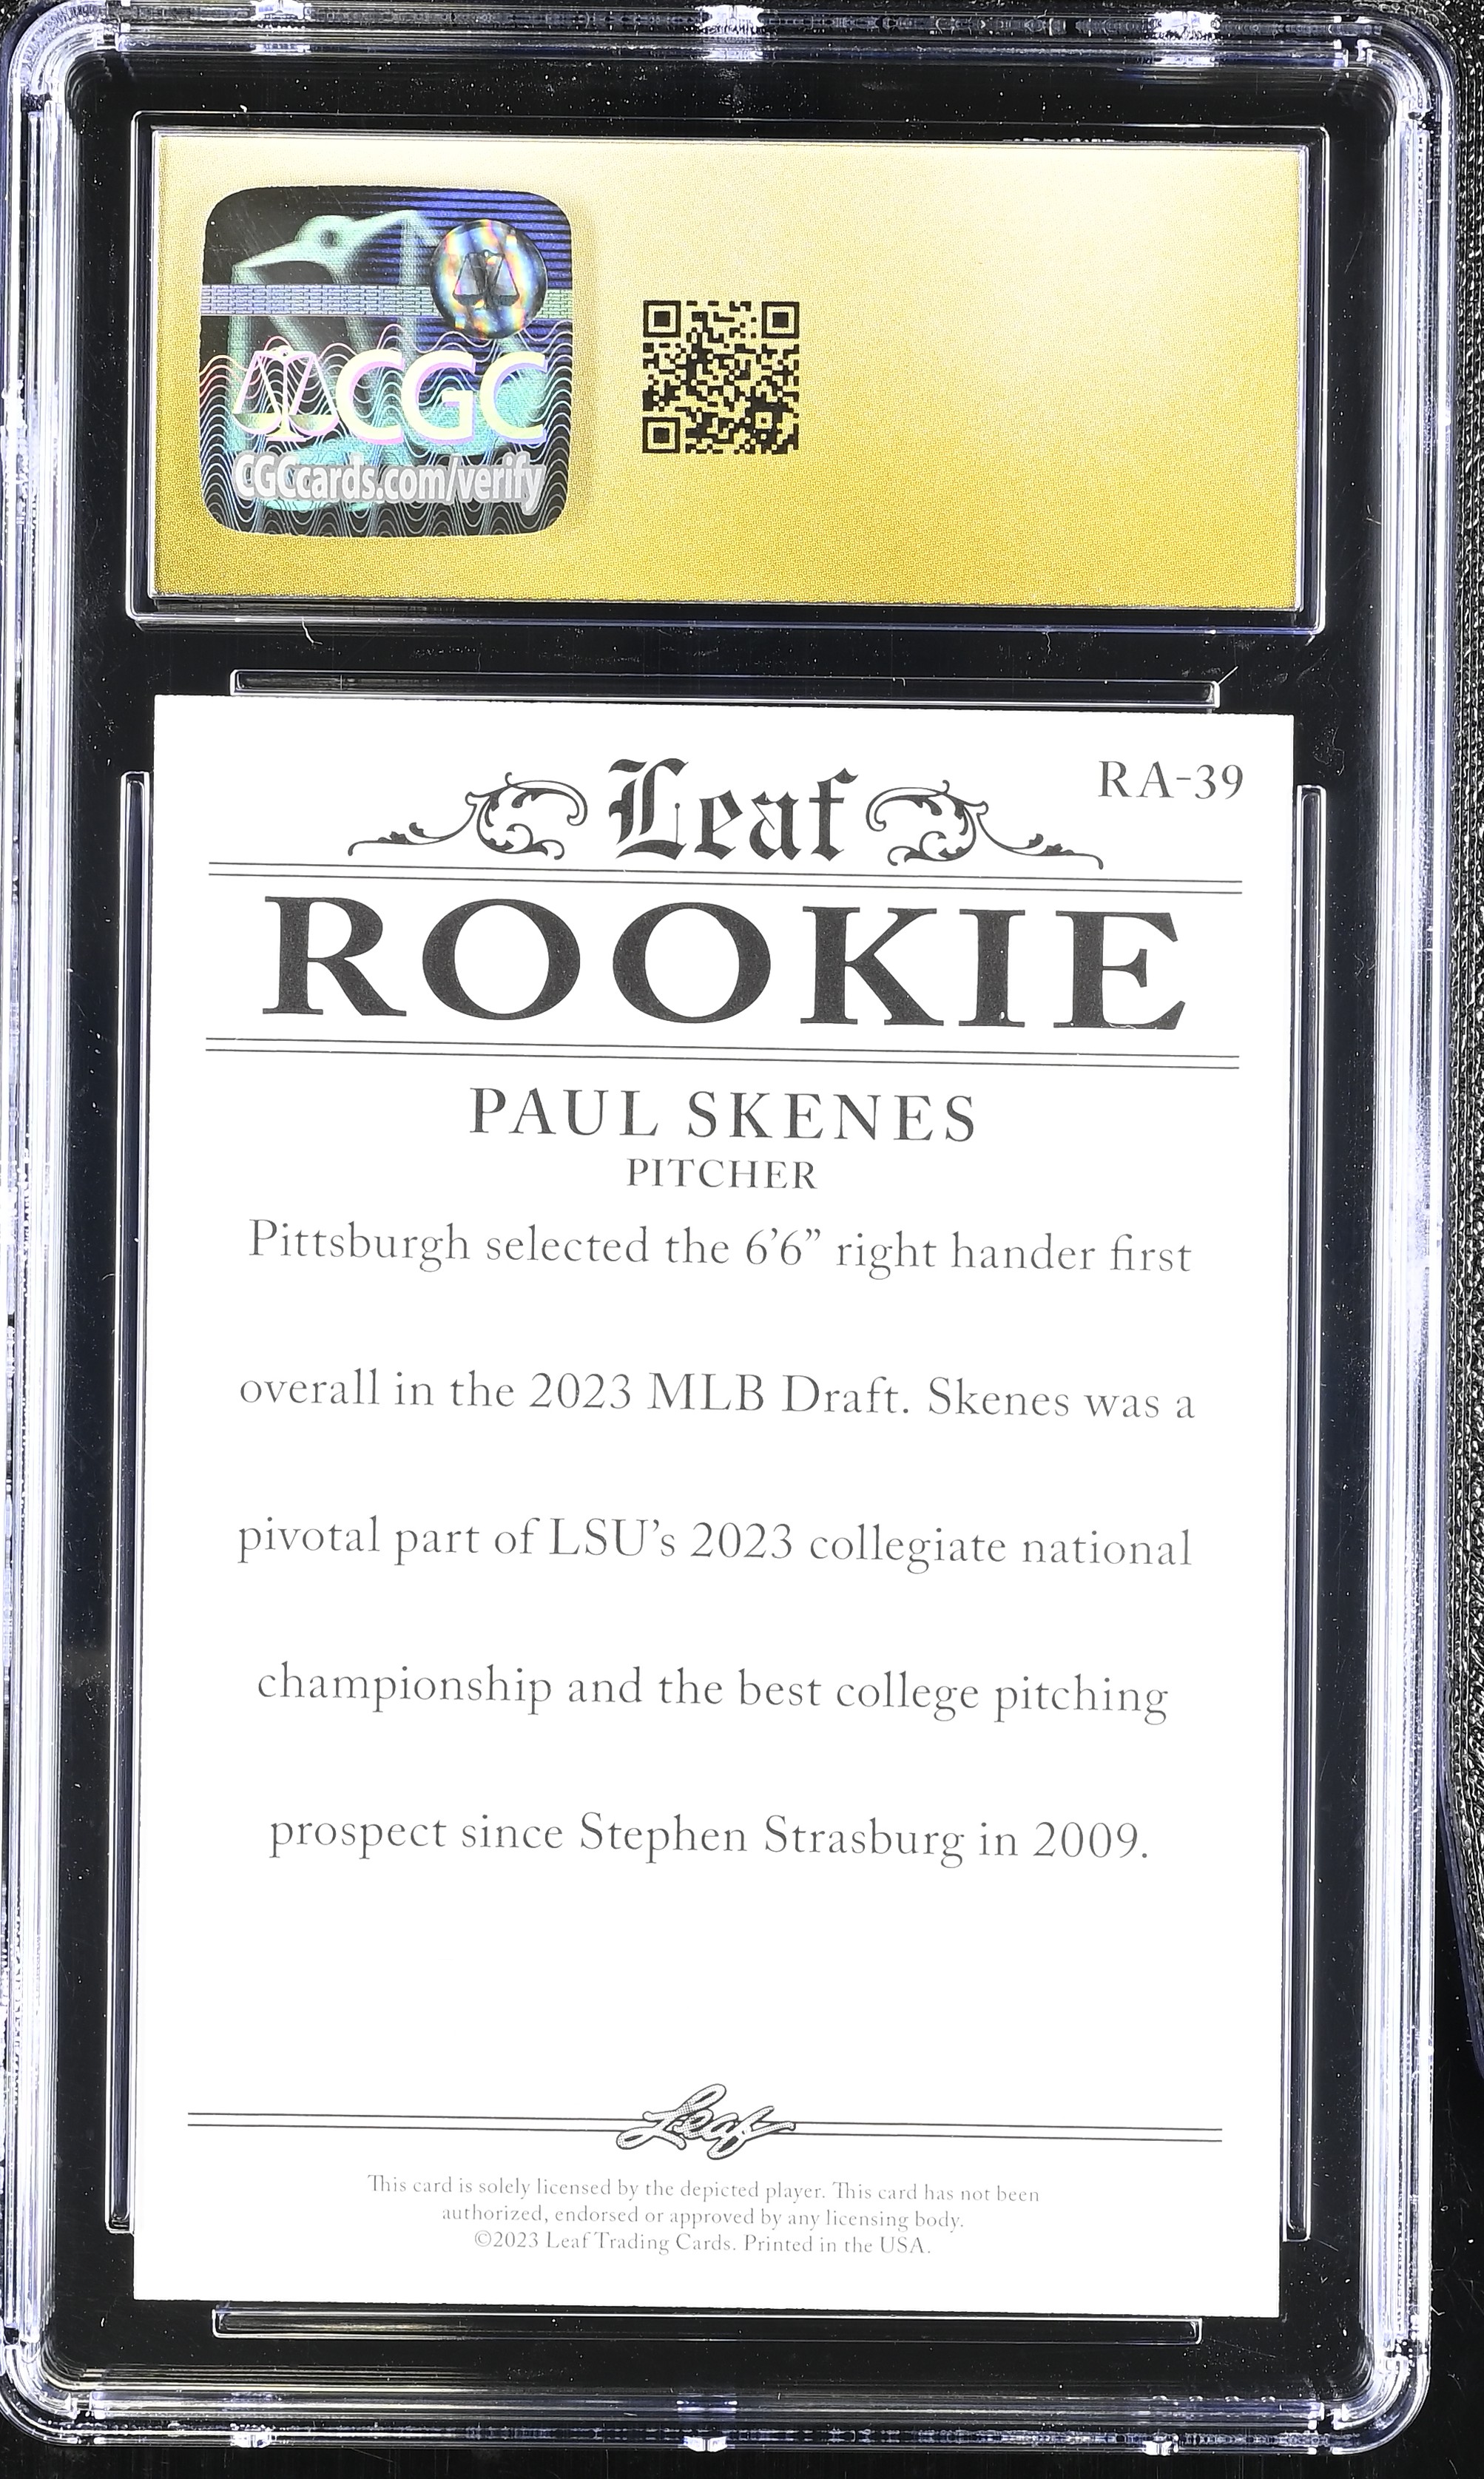 CGC
CGCcards.com/verify
RA-39
Leaf
ROOKIE
PAUL SKENES
PITCHER
Pittsburgh selected the 6’6” right hander first
overall in the 2023 MLB Draft. Skenes was a
pivotal part of LSU’s 2023 collegiate national
championship and the best college pitching
prospect since Stephen Strasburg in 2009.
Leaf
This card is solely licensed by the depicted player. This card has not been
authorized, endorsed or approved by any licensing body.
©2023 Leaf Trading Cards. Printed in the USA.